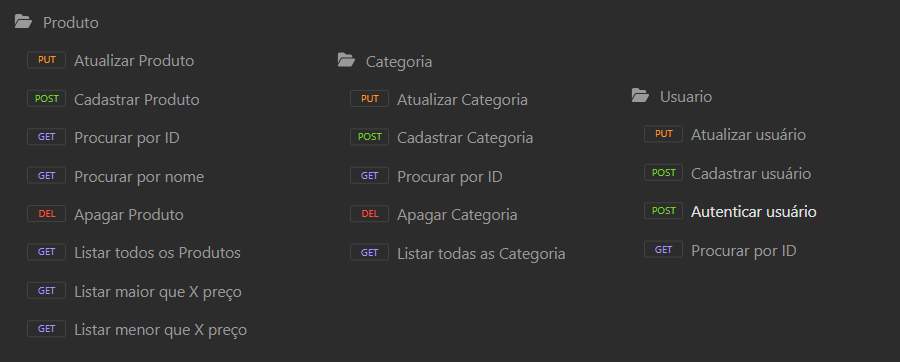 Produto
PUT Atualizar Produto
POST Cadastrar Produto
GET Procurar por ID
GET Procurar por nome
DEL Apagar Produto
GET Listar todos os Produtos
GET Listar maior que X preço
GET Listar menor que X preço
Categoria
PUT Atualizar Categoria
POST Cadastrar Categoria
GET Procurar por ID
DEL Apagar Categoria
GET Listar todas as Categoria
Usuario
PUT Atualizar usuário
POST Cadastrar usuário
POST Autenticar usuário
GET Procurar por ID